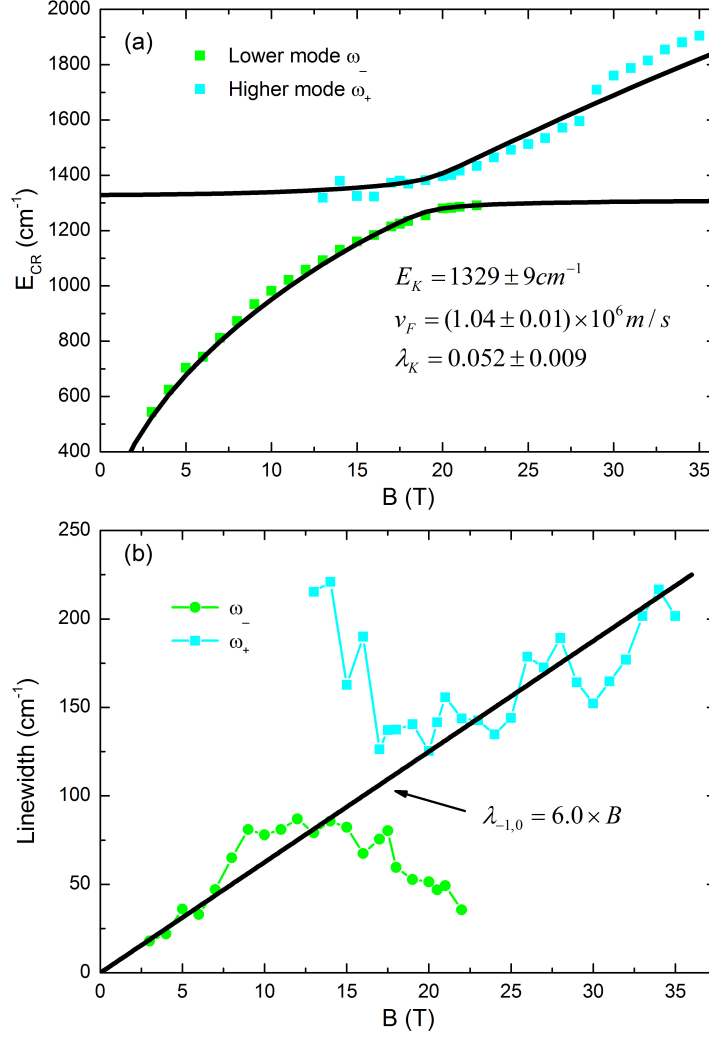 (a)
Lower mode ω₋
Higher mode ω₊
2000
1800
1600
1400
1200
1000
800
600
400
E_CR (cm⁻¹)
E_K = 1329 ± 9cm⁻¹
v_F = (1.04 ± 0.01) × 10⁶ m / s
λ_K = 0.052 ± 0.009
0 5 10 15 20 25 30 35
B (T)
(b)
ω₋
ω₊
250
200
150
100
50
0
Linewidth (cm⁻¹)
λ₋₁,₀ = 6.0 × B
0 5 10 15 20 25 30 35
B (T)